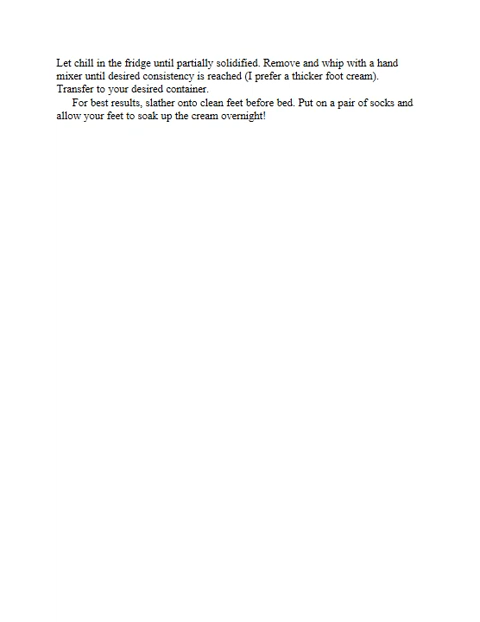 Let chill in the fridge until partially solidified. Remove and whip with a hand
mixer until desired consistency is reached (I prefer a thicker foot cream).
Transfer to your desired container.
For best results, slather onto clean feet before bed. Put on a pair of socks and
allow your feet to soak up the cream overnight!